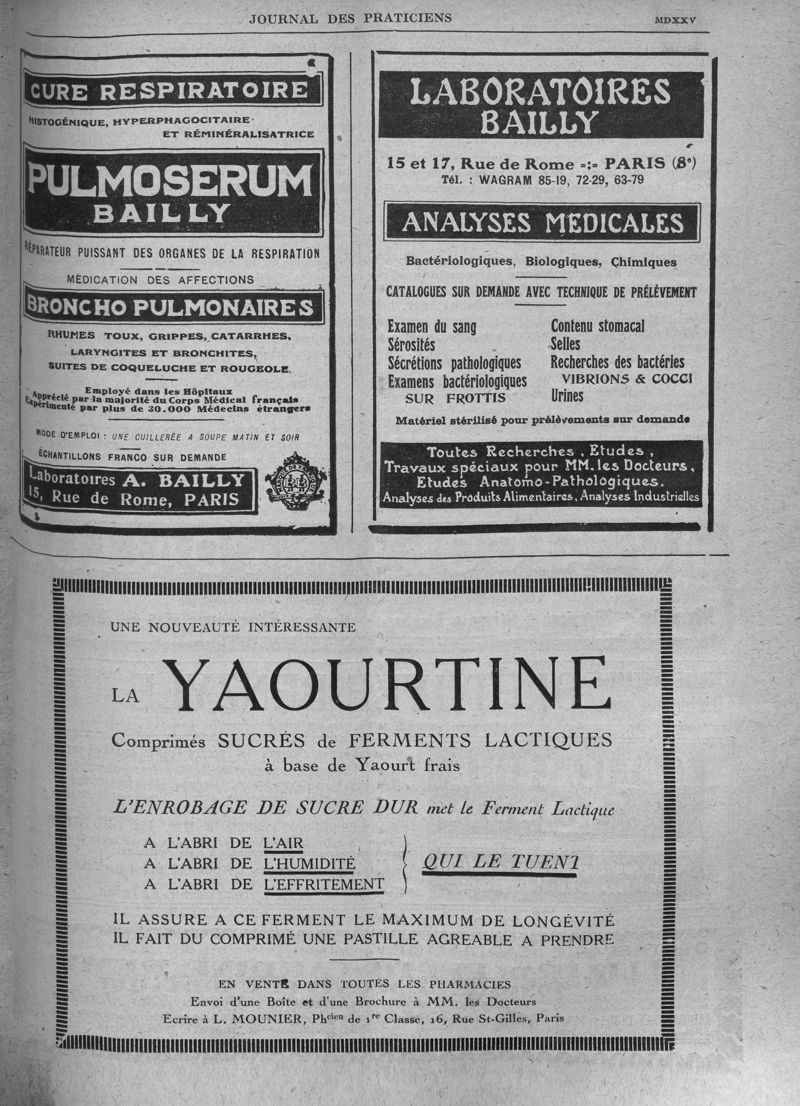 JOURNAL DES PRATICIENS
MDXXV
CURE RESPIRATOIRE
HISTOGÉNIQUE, HYPERPHAGOCITAIRE
ET RÉMINÉRALISATRICE
PULMOSERUM
BAILLY
RÉPARATEUR PUISSANT DES ORGANES DE LA RESPIRATION
MÉDICATION DES AFFECTIONS
BRONCHO PULMONAIRES
RHUMES TOUX, GRIPPES, CATARRHES,
LARYNGITES ET BRONCHITES,
SUITES DE COQUELUCHE ET ROUGEOLE.
Employé dans les Hôpitaux
Apprécié par la majorité du Corps Médical français
Expérimenté par plus de 30.000 Médecins étrangers
MODE D'EMPLOI : UNE CUILLERÉE A SOUPE MATIN ET SOIR
ÉCHANTILLONS FRANCO SUR DEMANDE
Laboratoires A. BAILLY
15, Rue de Rome, PARIS
LABORATOIRES
BAILLY
15 et 17, Rue de Rome -:- PARIS (8e)
Tél. : WAGRAM 85-19, 72-29, 63-79
ANALYSES MEDICALES
Bactériologiques, Biologiques, Chimiques
CATALOGUES SUR DEMANDE AVEC TECHNIQUE DE PRÉLÈVEMENT
Examen du sang
Sérosités
Sécrétions pathologiques
Examens bactériologiques
SUR FROTTIS
Contenu stomacal
Selles
Recherches des bactéries
VIBRIONS & COCCI
Urines
Matériel stérilisé pour prélèvements sur demande
Toutes Recherches, Etudes,
Travaux spéciaux pour MM. les Docteurs,
Etudes Anatomo-Pathologiques.
Analyses des Produits Alimentaires, Analyses Industrielles
UNE NOUVEAUTÉ INTÉRESSANTE
LA YAOURTINE
Comprimés SUCRÉS de FERMENTS LACTIQUES
à base de Yaourt frais
L'ENROBAGE DE SUCRE DUR met le Ferment Lactique
A L'ABRI DE L'AIR
A L'ABRI DE L'HUMIDITÉ
A L'ABRI DE L'EFFRITEMENT
QUI LE TUENT
IL ASSURE A CE FERMENT LE MAXIMUM DE LONGÉVITÉ
IL FAIT DU COMPRIMÉ UNE PASTILLE AGREABLE A PRENDRE
EN VENTE DANS TOUTES LES PHARMACIES
Envoi d'une Boîte et d'une Brochure à MM. les Docteurs
Ecrire à L. MOUNIER, Phcien de 1re Classe, 16, Rue St-Gilles, Paris